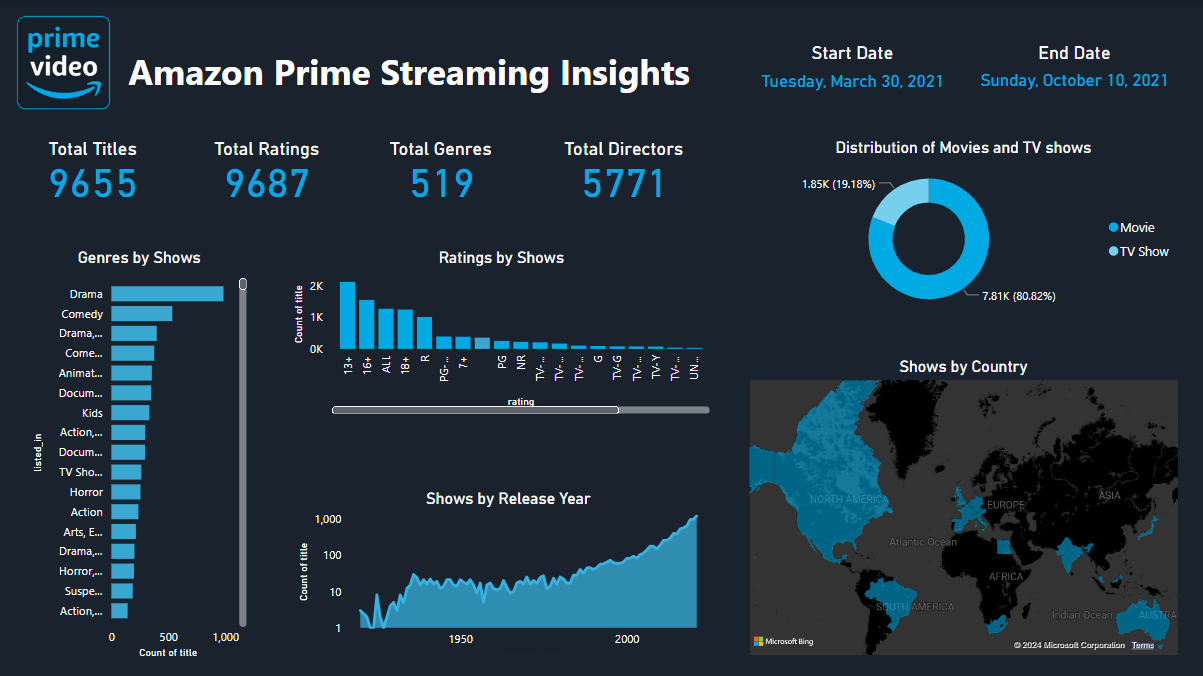 prime
video
Amazon Prime Streaming Insights
Start Date
Tuesday, March 30, 2021
End Date
Sunday, October 10, 2021
Total Titles
9655
Total Ratings
9687
Total Genres
519
Total Directors
5771
Distribution of Movies and TV shows
1.85K (19.18%)
7.81K (80.82%)
Movie
TV Show
Genres by Shows
listed_in
Drama
Comedy
Drama,...
Come...
Animat...
Docum...
Kids
Action,...
Docum...
TV Sho...
Horror
Action
Arts, E...
Drama,...
Horror,...
Suspe...
Action,...
0 500 1,000
Count of title
Ratings by Shows
Count of title
2K
1K
0K
13+ 16+ ALL 18+ R PG-... 7+ PG NR TV-... TV-... TV-... G TV-G TV-... TV-Y TV-... UN...
rating
Shows by Release Year
Count of title
1,000
100
10
1
1950 2000
Shows by Country
NORTH AMERICA
EUROPE
ASIA
Atlantic Ocean
AFRICA
SOUTH AMERICA
Indian Ocean
AUSTRA
Microsoft Bing
© 2024 Microsoft Corporation Terms